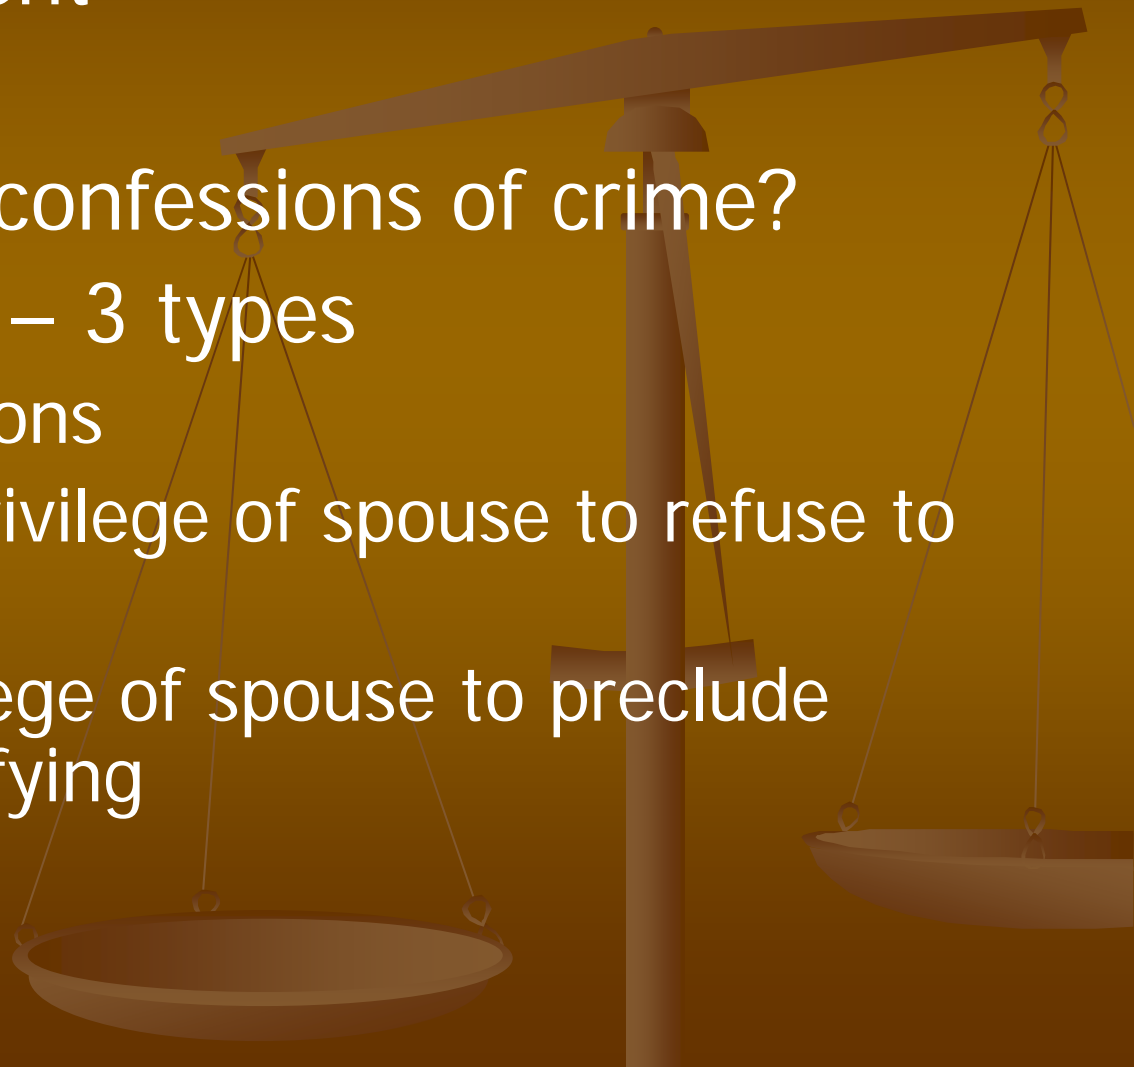 confessions of crime?
– 3 types
ons
ivilege of spouse to refuse to
ege of spouse to preclude
fying